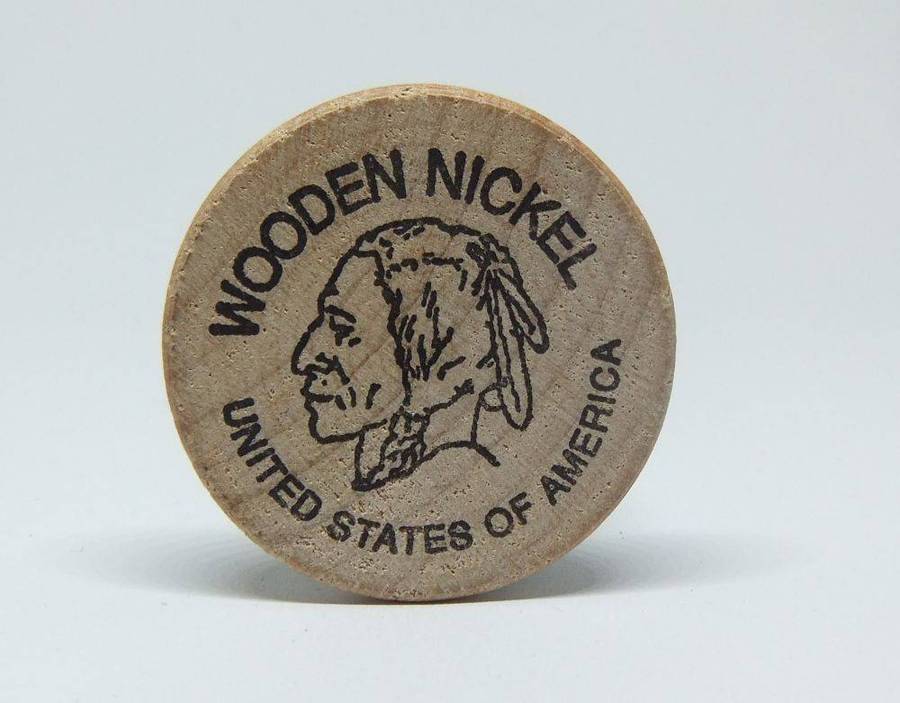 WOODEN NICKEL
UNITED STATES OF AMERICA